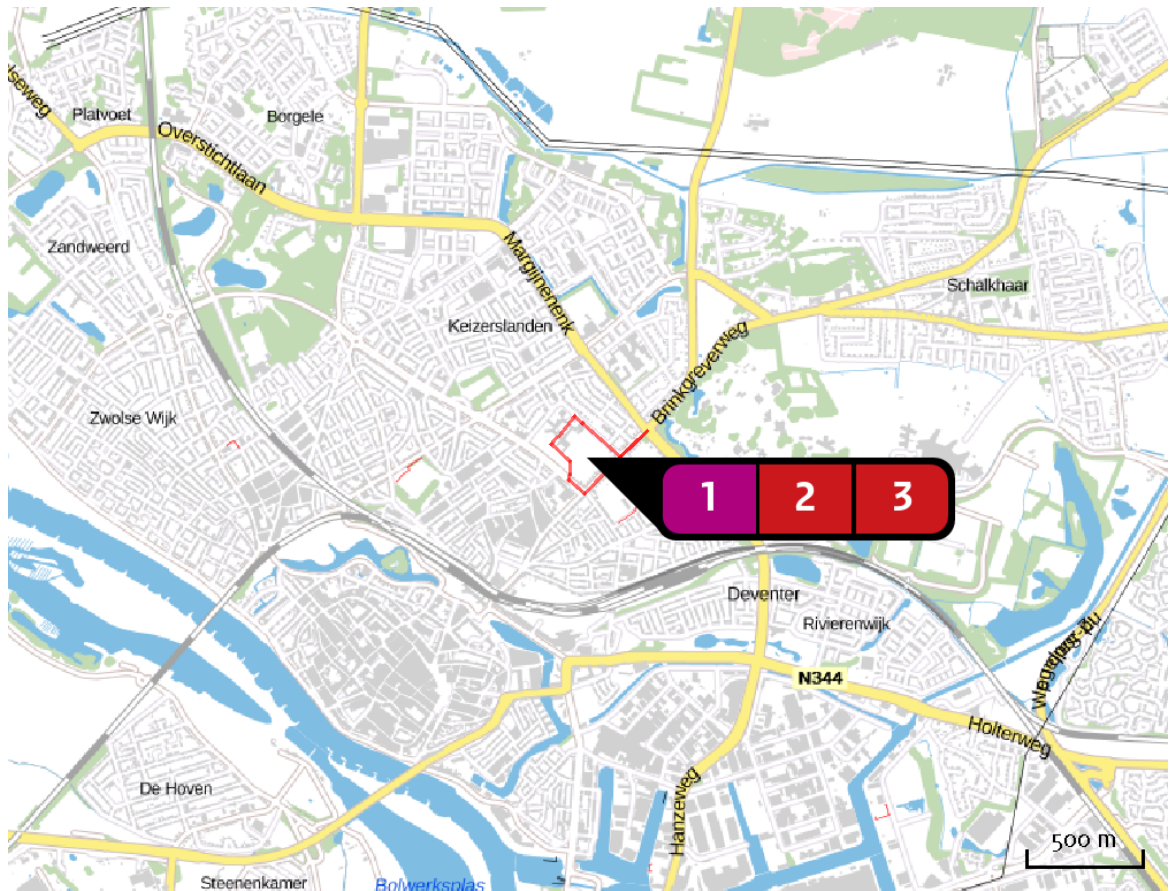 Platvoet
Borgele
seweg
Overstichtlaan
Zandweerd
Margijnenenk
Schalkhaar
Keizerslanden
Brinkgreverweg
Zwolse Wijk
1 2 3
Deventer
Rivierenwijk
N344
Holterweg
De Hoven
Hanzeweg
500 m
Steenenkamer
Bolwerksplas